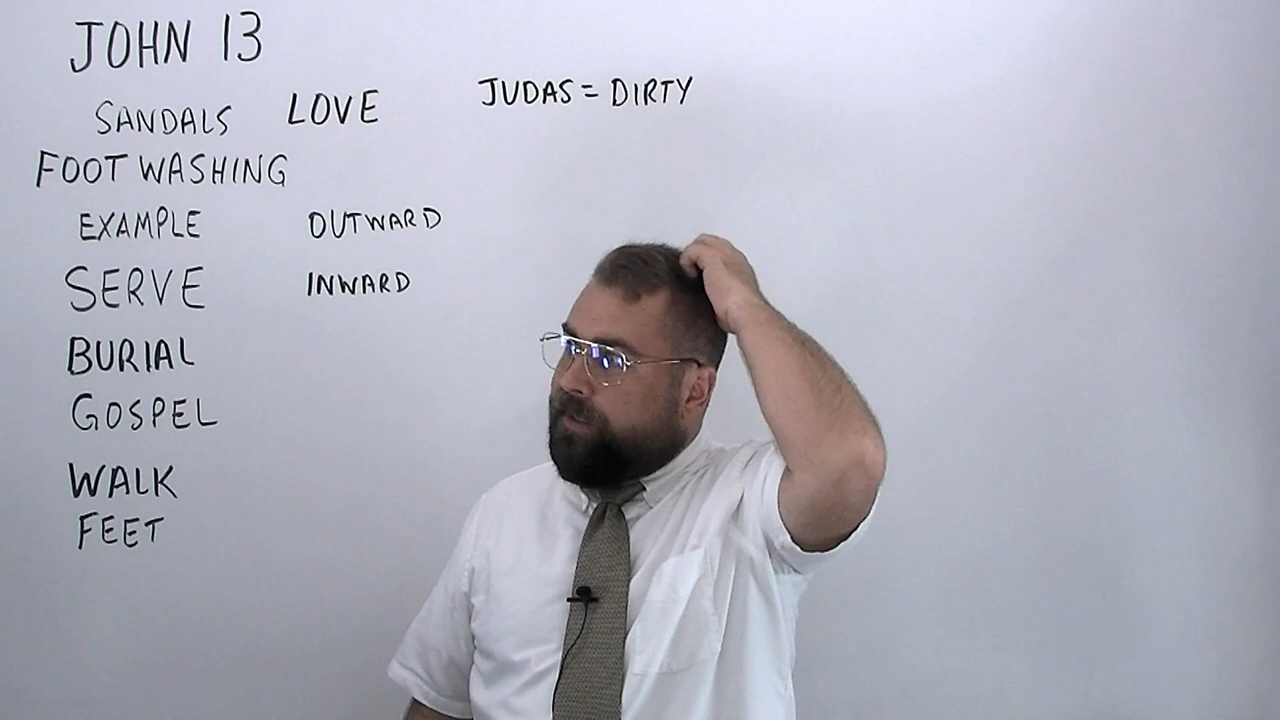 JOHN 13
SANDALS LOVE JUDAS = DIRTY
FOOT WASHING
EXAMPLE OUTWARD
SERVE INWARD
BURIAL
GOSPEL
WALK
FEET